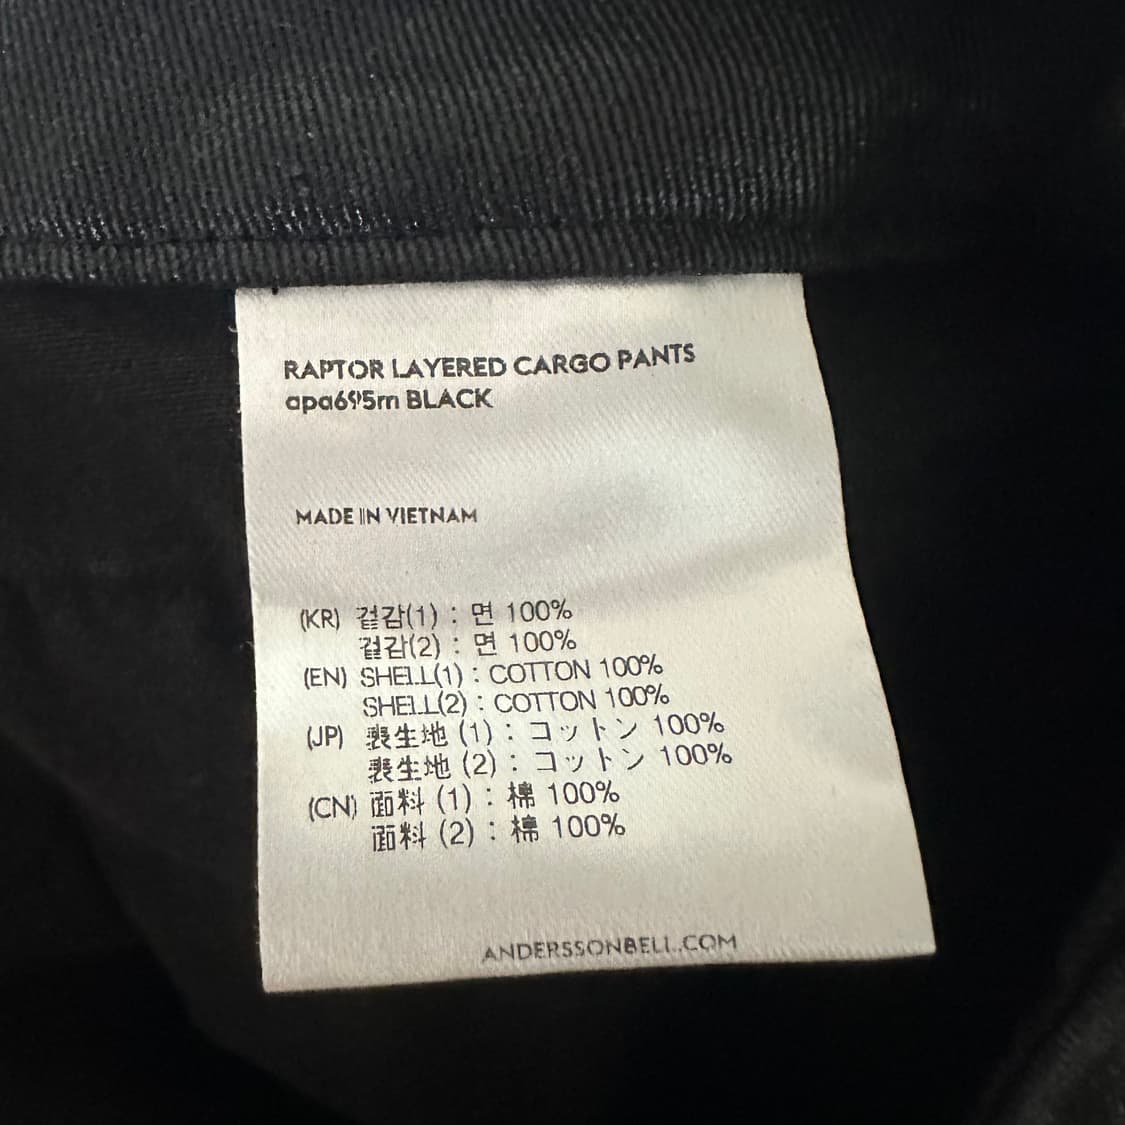 RAPTOR LAYERED CARGO PANTS
apa695m BLACK
MADE IN VIETNAM
(KR) 겉감(1) : 면 100%
겉감(2) : 면 100%
(EN) SHELL(1) : COTTON 100%
SHELL(2) : COTTON 100%
(JP) 表生地 (1) : コットン 100%
表生地 (2) : コットン 100%
(CN) 面料 (1) : 棉 100%
面料 (2) : 棉 100%
ANDERSSONBELL.COM